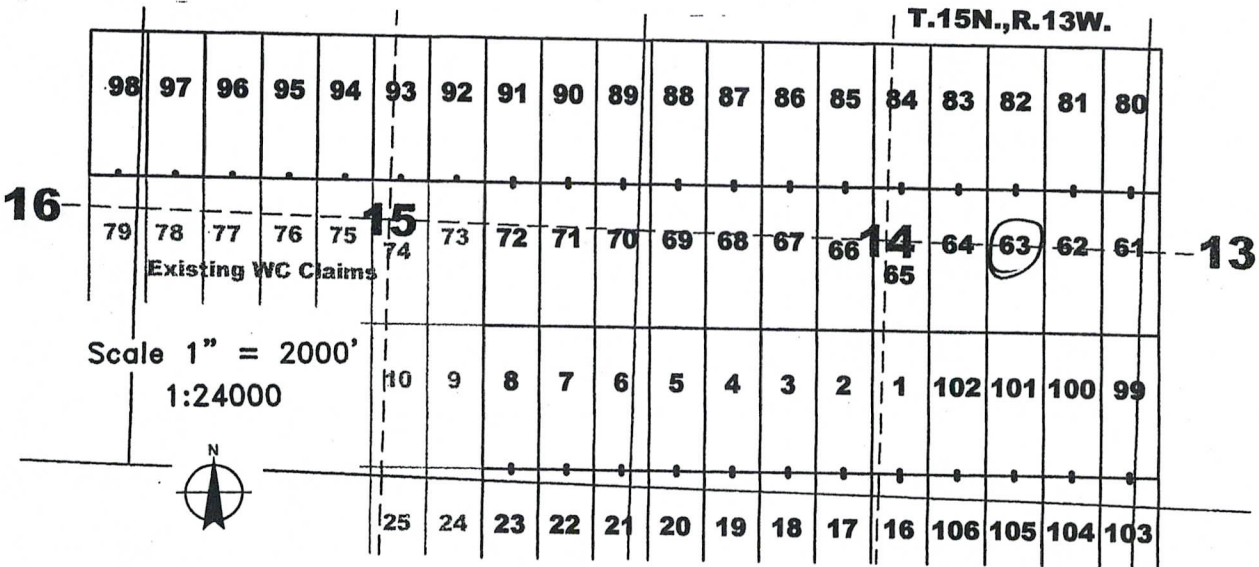 T.15N.,R.13W.
98 97 96 95 94 93 92 91 90 89 88 87 86 85 84 83 82 81 80
16 15 14 13
79 78 77 76 75 74 73 72 71 70 69 68 67 66 65 64 63 62 61
Existing WC Claims
Scale 1" = 2000'
1:24000
10 9 8 7 6 5 4 3 2 1 102 101 100 99
N
25 24 23 22 21 20 19 18 17 16 106 105 104 103